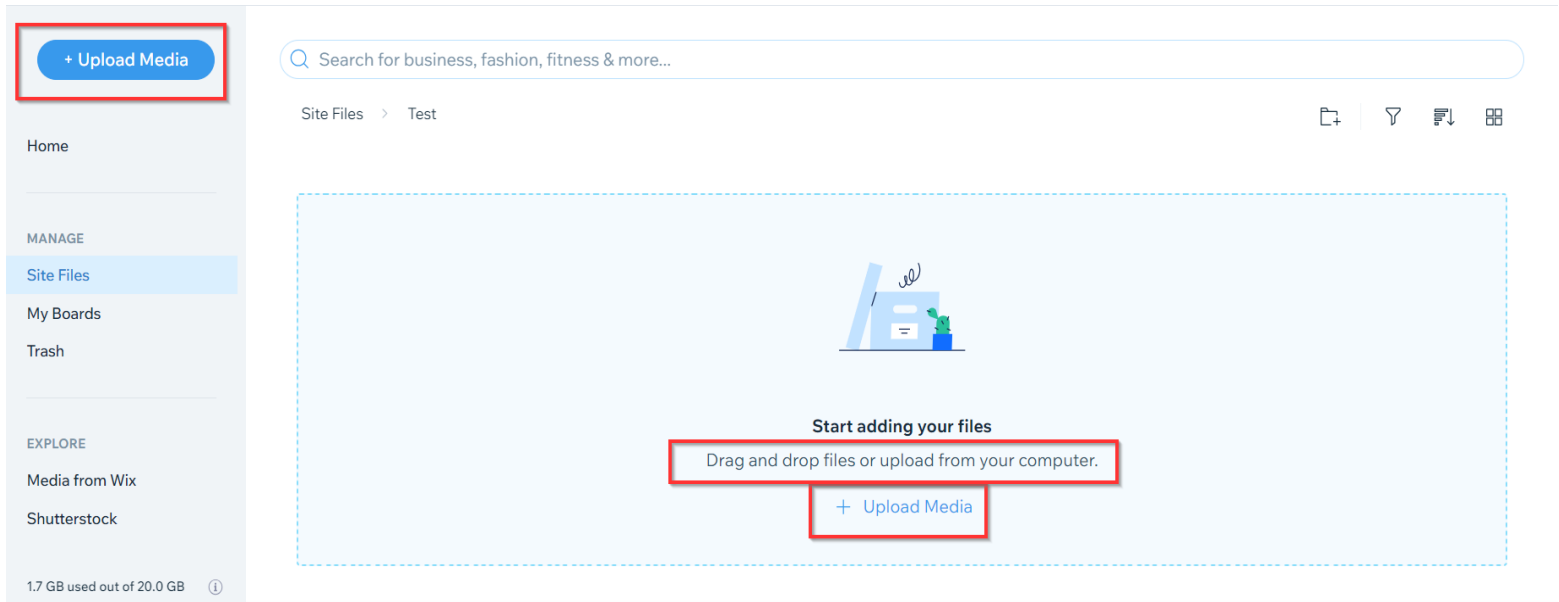 + Upload Media
Search for business, fashion, fitness & more...
Site Files > Test
Home
MANAGE
Site Files
My Boards
Trash
EXPLORE
Media from Wix
Shutterstock
1.7 GB used out of 20.0 GB
Start adding your files
Drag and drop files or upload from your computer.
+ Upload Media